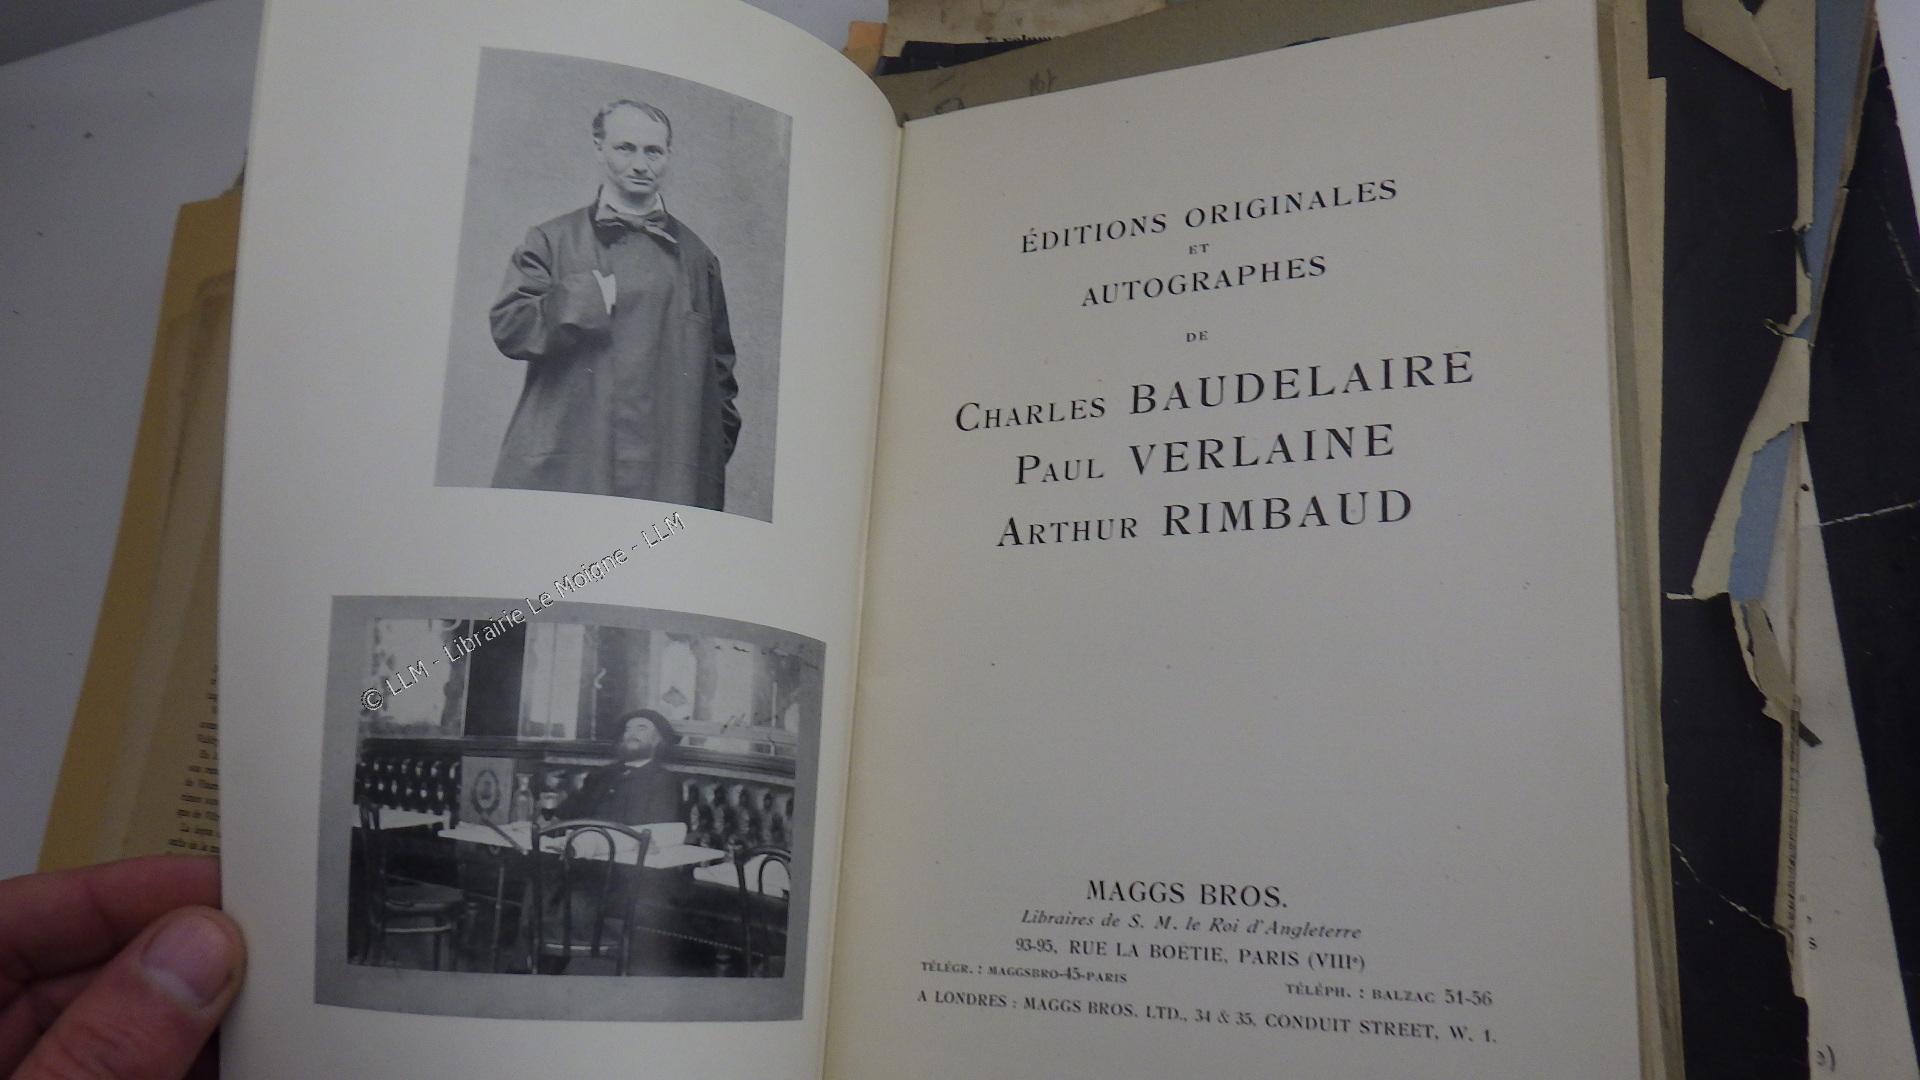 © LLM - Librairie Le Moigne - LLM
ÉDITIONS ORIGINALES
ET
AUTOGRAPHES
DE
CHARLES BAUDELAIRE
PAUL VERLAINE
ARTHUR RIMBAUD
MAGGS BROS.
Libraires de S. M. le Roi d'Angleterre
93-95, RUE LA BOÉTIE, PARIS (VIIIe)
TÉLÉGR. : MAGGSBRO-45-PARIS TÉLÉPH. : BALZAC 51-56
A LONDRES : MAGGS BROS. LTD., 34 & 35, CONDUIT STREET, W. 1.